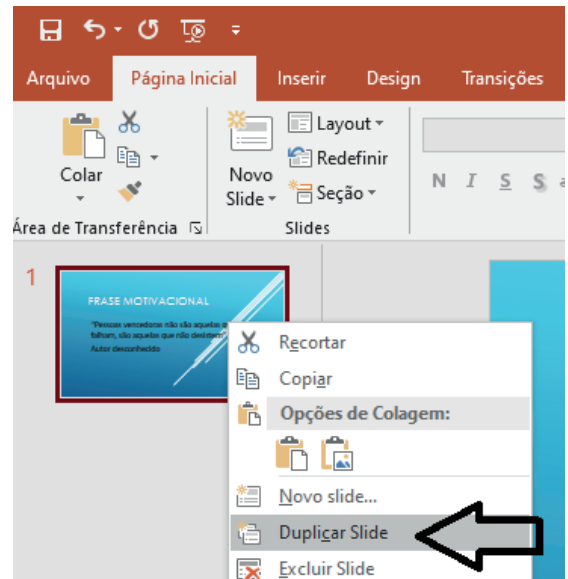 Arquivo Página Inicial Inserir Design Transições
Colar
Novo
Slide
Layout
Redefinir
Seção
N I S S
Área de Transferência
Slides
1
FRASE MOTIVACIONAL
"Pessoas vencedoras não são aquelas
falham, são aquelas que não desistem"
Autor desconhecido
Recortar
Copiar
Opções de Colagem:
Novo slide...
Duplicar Slide
Excluir Slide